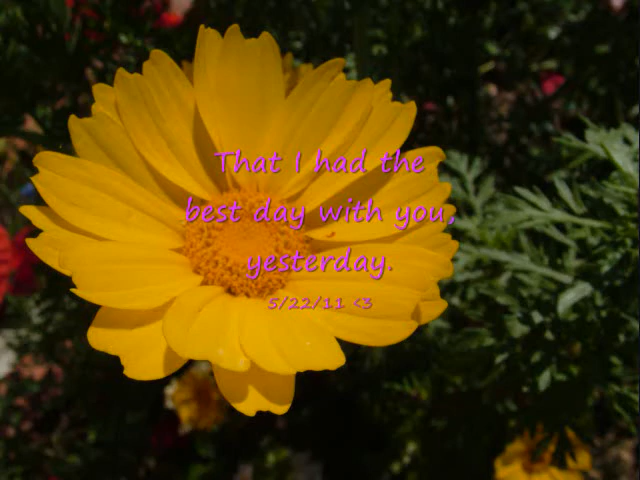 That I had the
best day with you,
yesterday.
5/22/11 <3